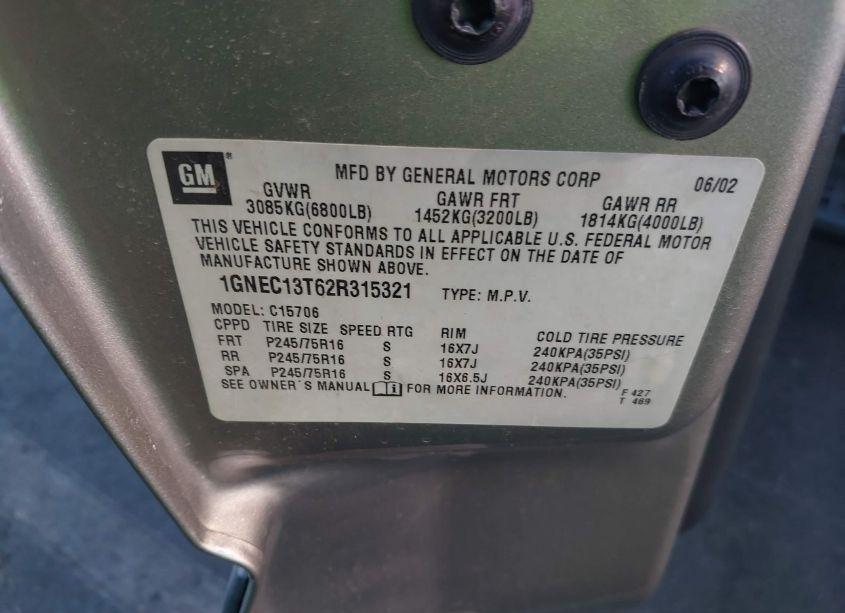 GM®
MFD BY GENERAL MOTORS CORP 06/02
GVWR GAWR FRT GAWR RR
3085KG(6800LB) 1452KG(3200LB) 1814KG(4000LB)
THIS VEHICLE CONFORMS TO ALL APPLICABLE U.S. FEDERAL MOTOR
VEHICLE SAFETY STANDARDS IN EFFECT ON THE DATE OF
MANUFACTURE SHOWN ABOVE.
1GNEC13T62R315321 TYPE: M.P.V.
MODEL: C15706
CPPD TIRE SIZE SPEED RTG RIM COLD TIRE PRESSURE
FRT P245/75R16 S 16X7J 240KPA(35PSI)
RR P245/75R16 S 16X7J 240KPA(35PSI)
SPA P245/75R16 S 16X6.5J 240KPA(35PSI)
SEE OWNER'S MANUAL FOR MORE INFORMATION.
F 427
T 469